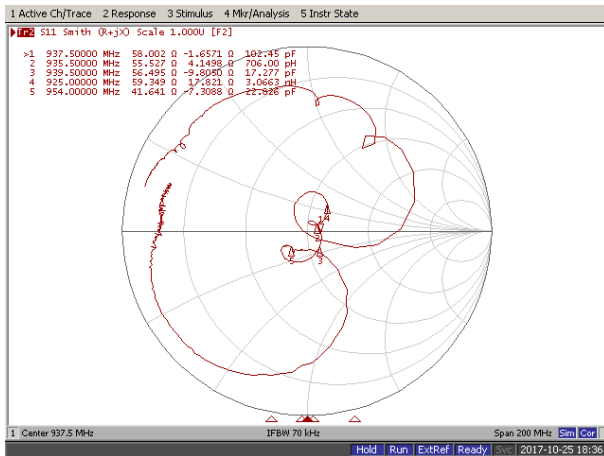 1 Active Ch/Trace 2 Response 3 Stimulus 4 Mkr/Analysis 5 Instr State
Tr2 S11 Smith (R+jX) Scale 1.000U [F2]
>1 937.50000 MHz 58.002 Ω -1.6571 Ω 102.45 pF
2 935.50000 MHz 55.527 Ω 4.1498 Ω 706.00 pH
3 939.50000 MHz 56.495 Ω -9.8050 Ω 17.277 pF
4 925.00000 MHz 59.349 Ω 17.821 Ω 3.0663 nH
5 954.00000 MHz 41.641 Ω -7.3088 Ω 22.826 pF
1
4
2
5
3
1 Center 937.5 MHz IFBW 70 kHz Span 200 MHz Sim Cor
Hold Run ExtRef Ready Svc 2017-10-25 18:36